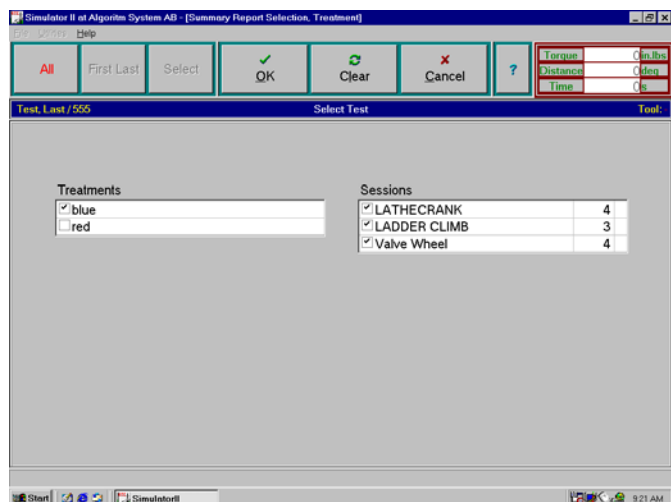 Simulator II at Algoritm System AB - [Summary Report Selection, Treatment]
File Utilities Help
All First Last Select OK Clear Cancel ?
Torque 0 in.lbs
Distance 0 deg
Time 0 s
Test, Last / 555 Select Test Tool:
Treatments
blue
red
Sessions
LATHECRANK 4
LADDER CLIMB 3
Valve Wheel 4
Start SimulatorII 9:21 AM